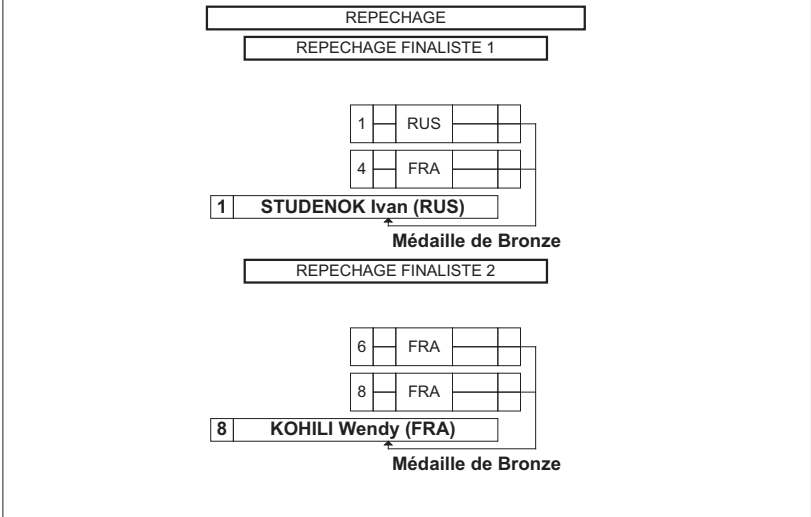 REPECHAGE
REPECHAGE FINALISTE 1
1 RUS
4 FRA
1 STUDENOK Ivan (RUS)
Médaille de Bronze
REPECHAGE FINALISTE 2
6 FRA
8 FRA
8 KOHILI Wendy (FRA)
Médaille de Bronze